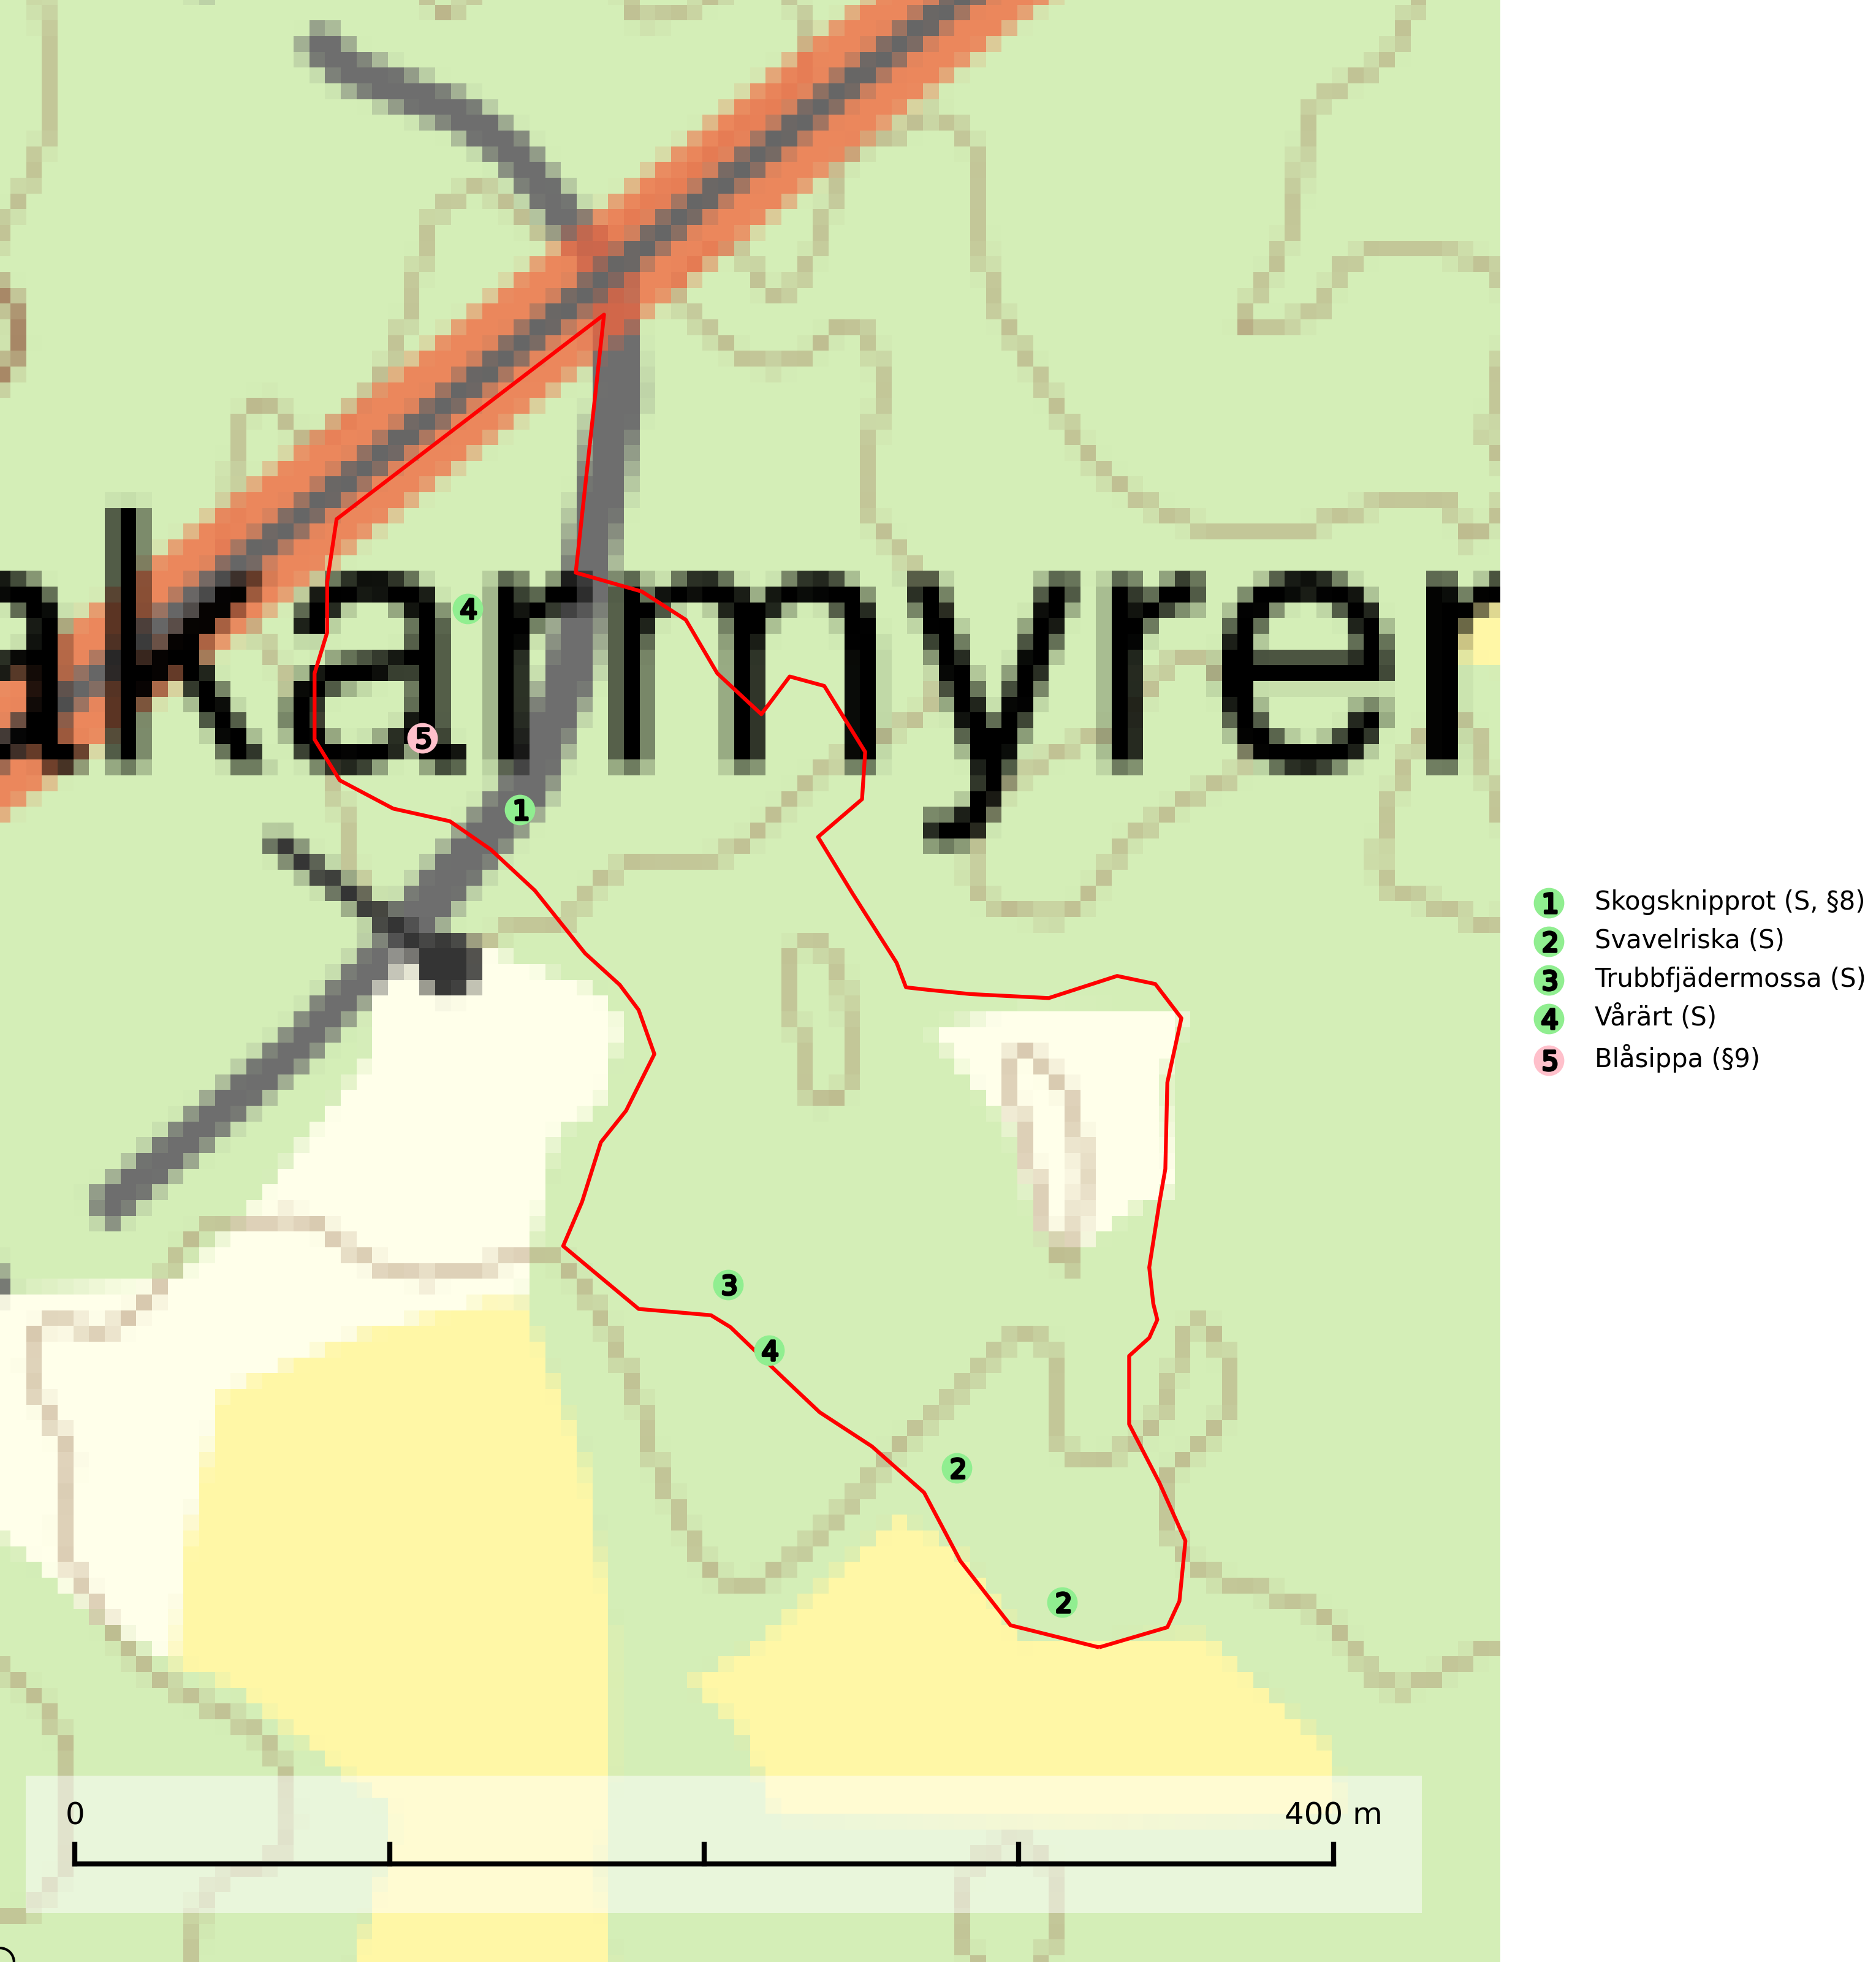 akarmyrer
4
5
1
3
4
2
2
1 Skogsknipprot (S, §8)
2 Svavelriska (S)
3 Trubbfjädermossa (S)
4 Vårärt (S)
5 Blåsippa (§9)
0 400 m